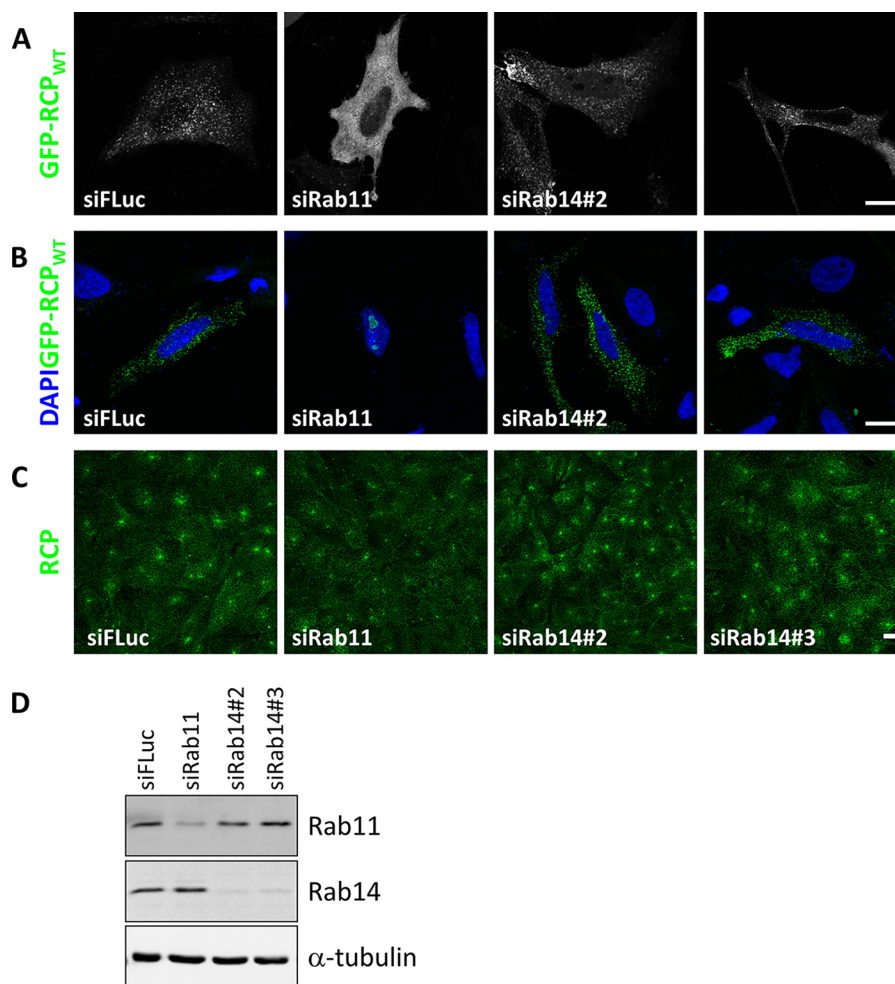 A
GFP-RCPWT
siFLuc
siRab11
siRab14#2
B
DAPIGFP-RCPWT
siFLuc
siRab11
siRab14#2
C
RCP
siFLuc
siRab11
siRab14#2
siRab14#3
D
siFLuc
siRab11
siRab14#2
siRab14#3
Rab11
Rab14
α-tubulin